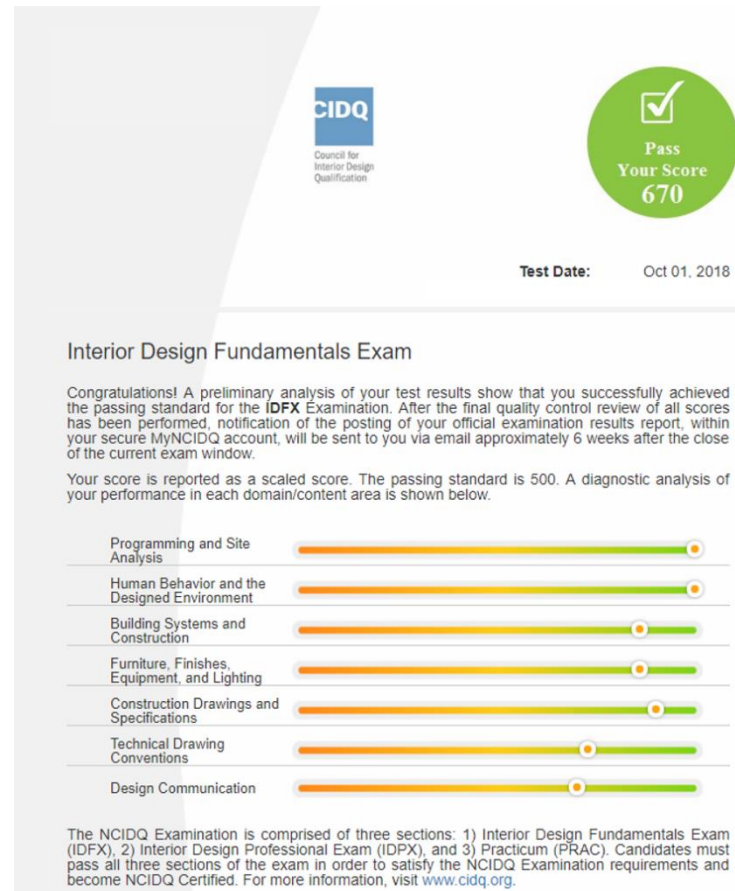 CIDQ
Council for
Interior Design
Qualification
Pass
Your Score
670
Test Date: Oct 01, 2018
Interior Design Fundamentals Exam
Congratulations! A preliminary analysis of your test results show that you successfully achieved
the passing standard for the IDFX Examination. After the final quality control review of all scores
has been performed, notification of the posting of your official examination results report, within
your secure MyNCIDQ account, will be sent to you via email approximately 6 weeks after the close
of the current exam window.
Your score is reported as a scaled score. The passing standard is 500. A diagnostic analysis of
your performance in each domain/content area is shown below.
Programming and Site
Analysis
Human Behavior and the
Designed Environment
Building Systems and
Construction
Furniture, Finishes,
Equipment, and Lighting
Construction Drawings and
Specifications
Technical Drawing
Conventions
Design Communication
The NCIDQ Examination is comprised of three sections: 1) Interior Design Fundamentals Exam
(IDFX), 2) Interior Design Professional Exam (IDPX), and 3) Practicum (PRAC). Candidates must
pass all three sections of the exam in order to satisfy the NCIDQ Examination requirements and
become NCIDQ Certified. For more information, visit www.cidq.org.